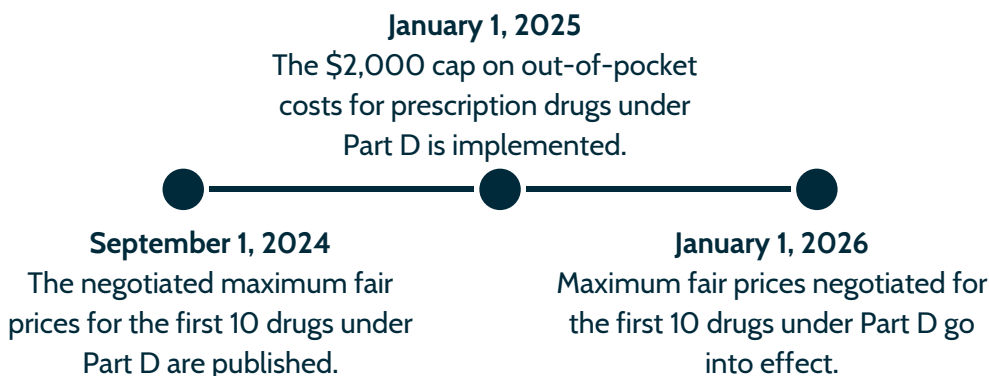 January 1, 2025
The $2,000 cap on out-of-pocket
costs for prescription drugs under
Part D is implemented.
September 1, 2024
The negotiated maximum fair
prices for the first 10 drugs under
Part D are published.
January 1, 2026
Maximum fair prices negotiated for
the first 10 drugs under Part D go
into effect.